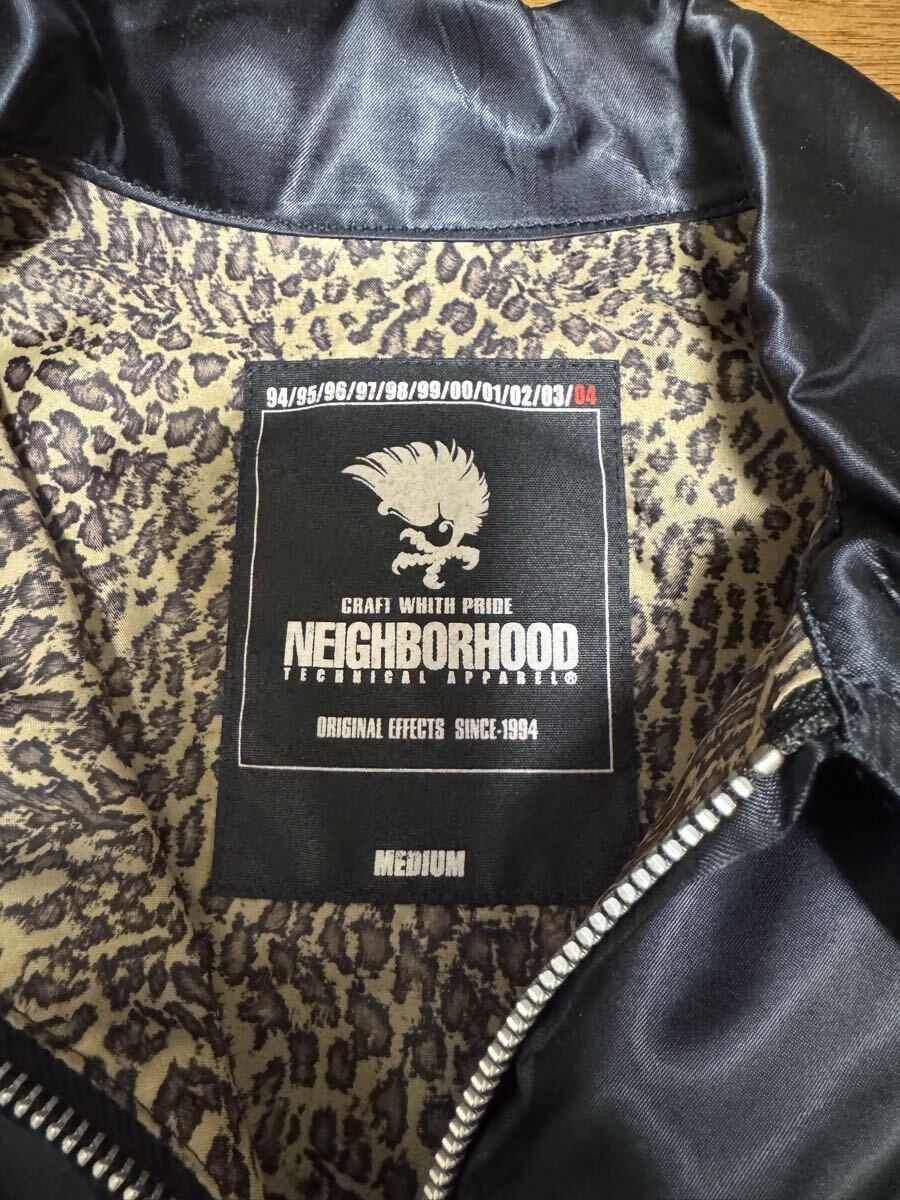 94/95/96/97/98/99/00/01/02/03/04
CRAFT WHITH PRIDE
NEIGHBORHOOD
TECHNICAL APPAREL®
ORIGINAL EFFECTS SINCE-1994
MEDIUM